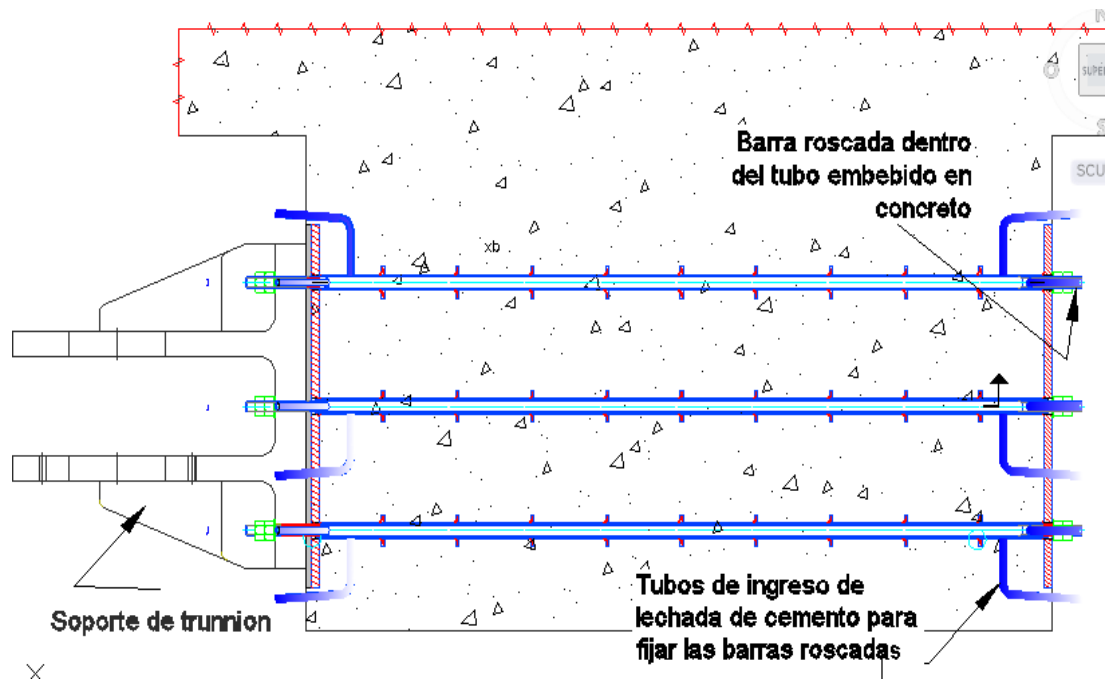 N
SUPER
S
SCU
Barra roscada dentro
del tubo embebido en
concreto
xb
Tubos de ingreso de
lechada de cemento para
fijar las barras roscadas
Soporte de trunnion
X